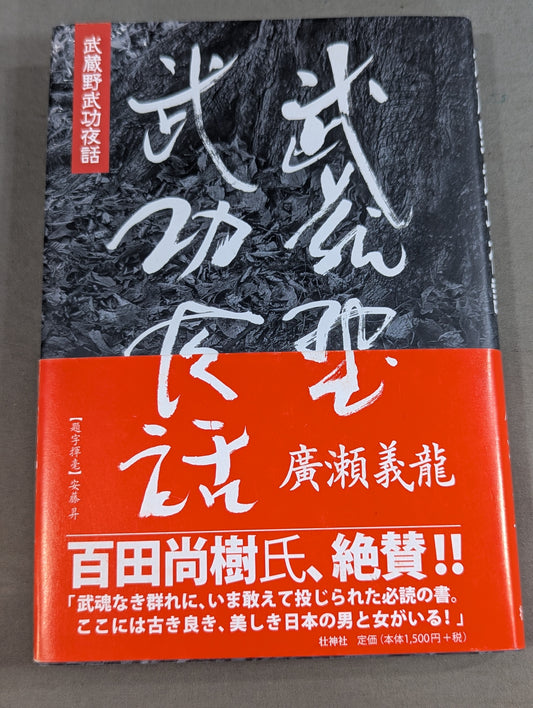 武蔵野
武功夜話
武蔵野武功夜話
廣瀬義龍
【題字揮毫】安藤 昇
百田尚樹氏、絶賛!!
「武魂なき群れに、いま敢えて投じられた必読の書。
ここには古き良き、美しき日本の男と女がいる!」
壮神社 定価(本体1,500円+税)